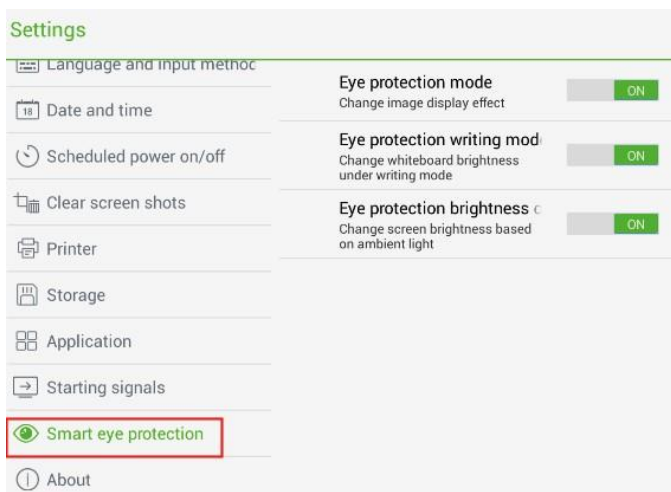 Settings
Language and input methoc
18 Date and time
Scheduled power on/off
Clear screen shots
Printer
Storage
Application
Starting signals
Smart eye protection
About
Eye protection mode
Change image display effect
ON
Eye protection writing mod
Change whiteboard brightness
under writing mode
ON
Eye protection brightness c
Change screen brightness based
on ambient light
ON